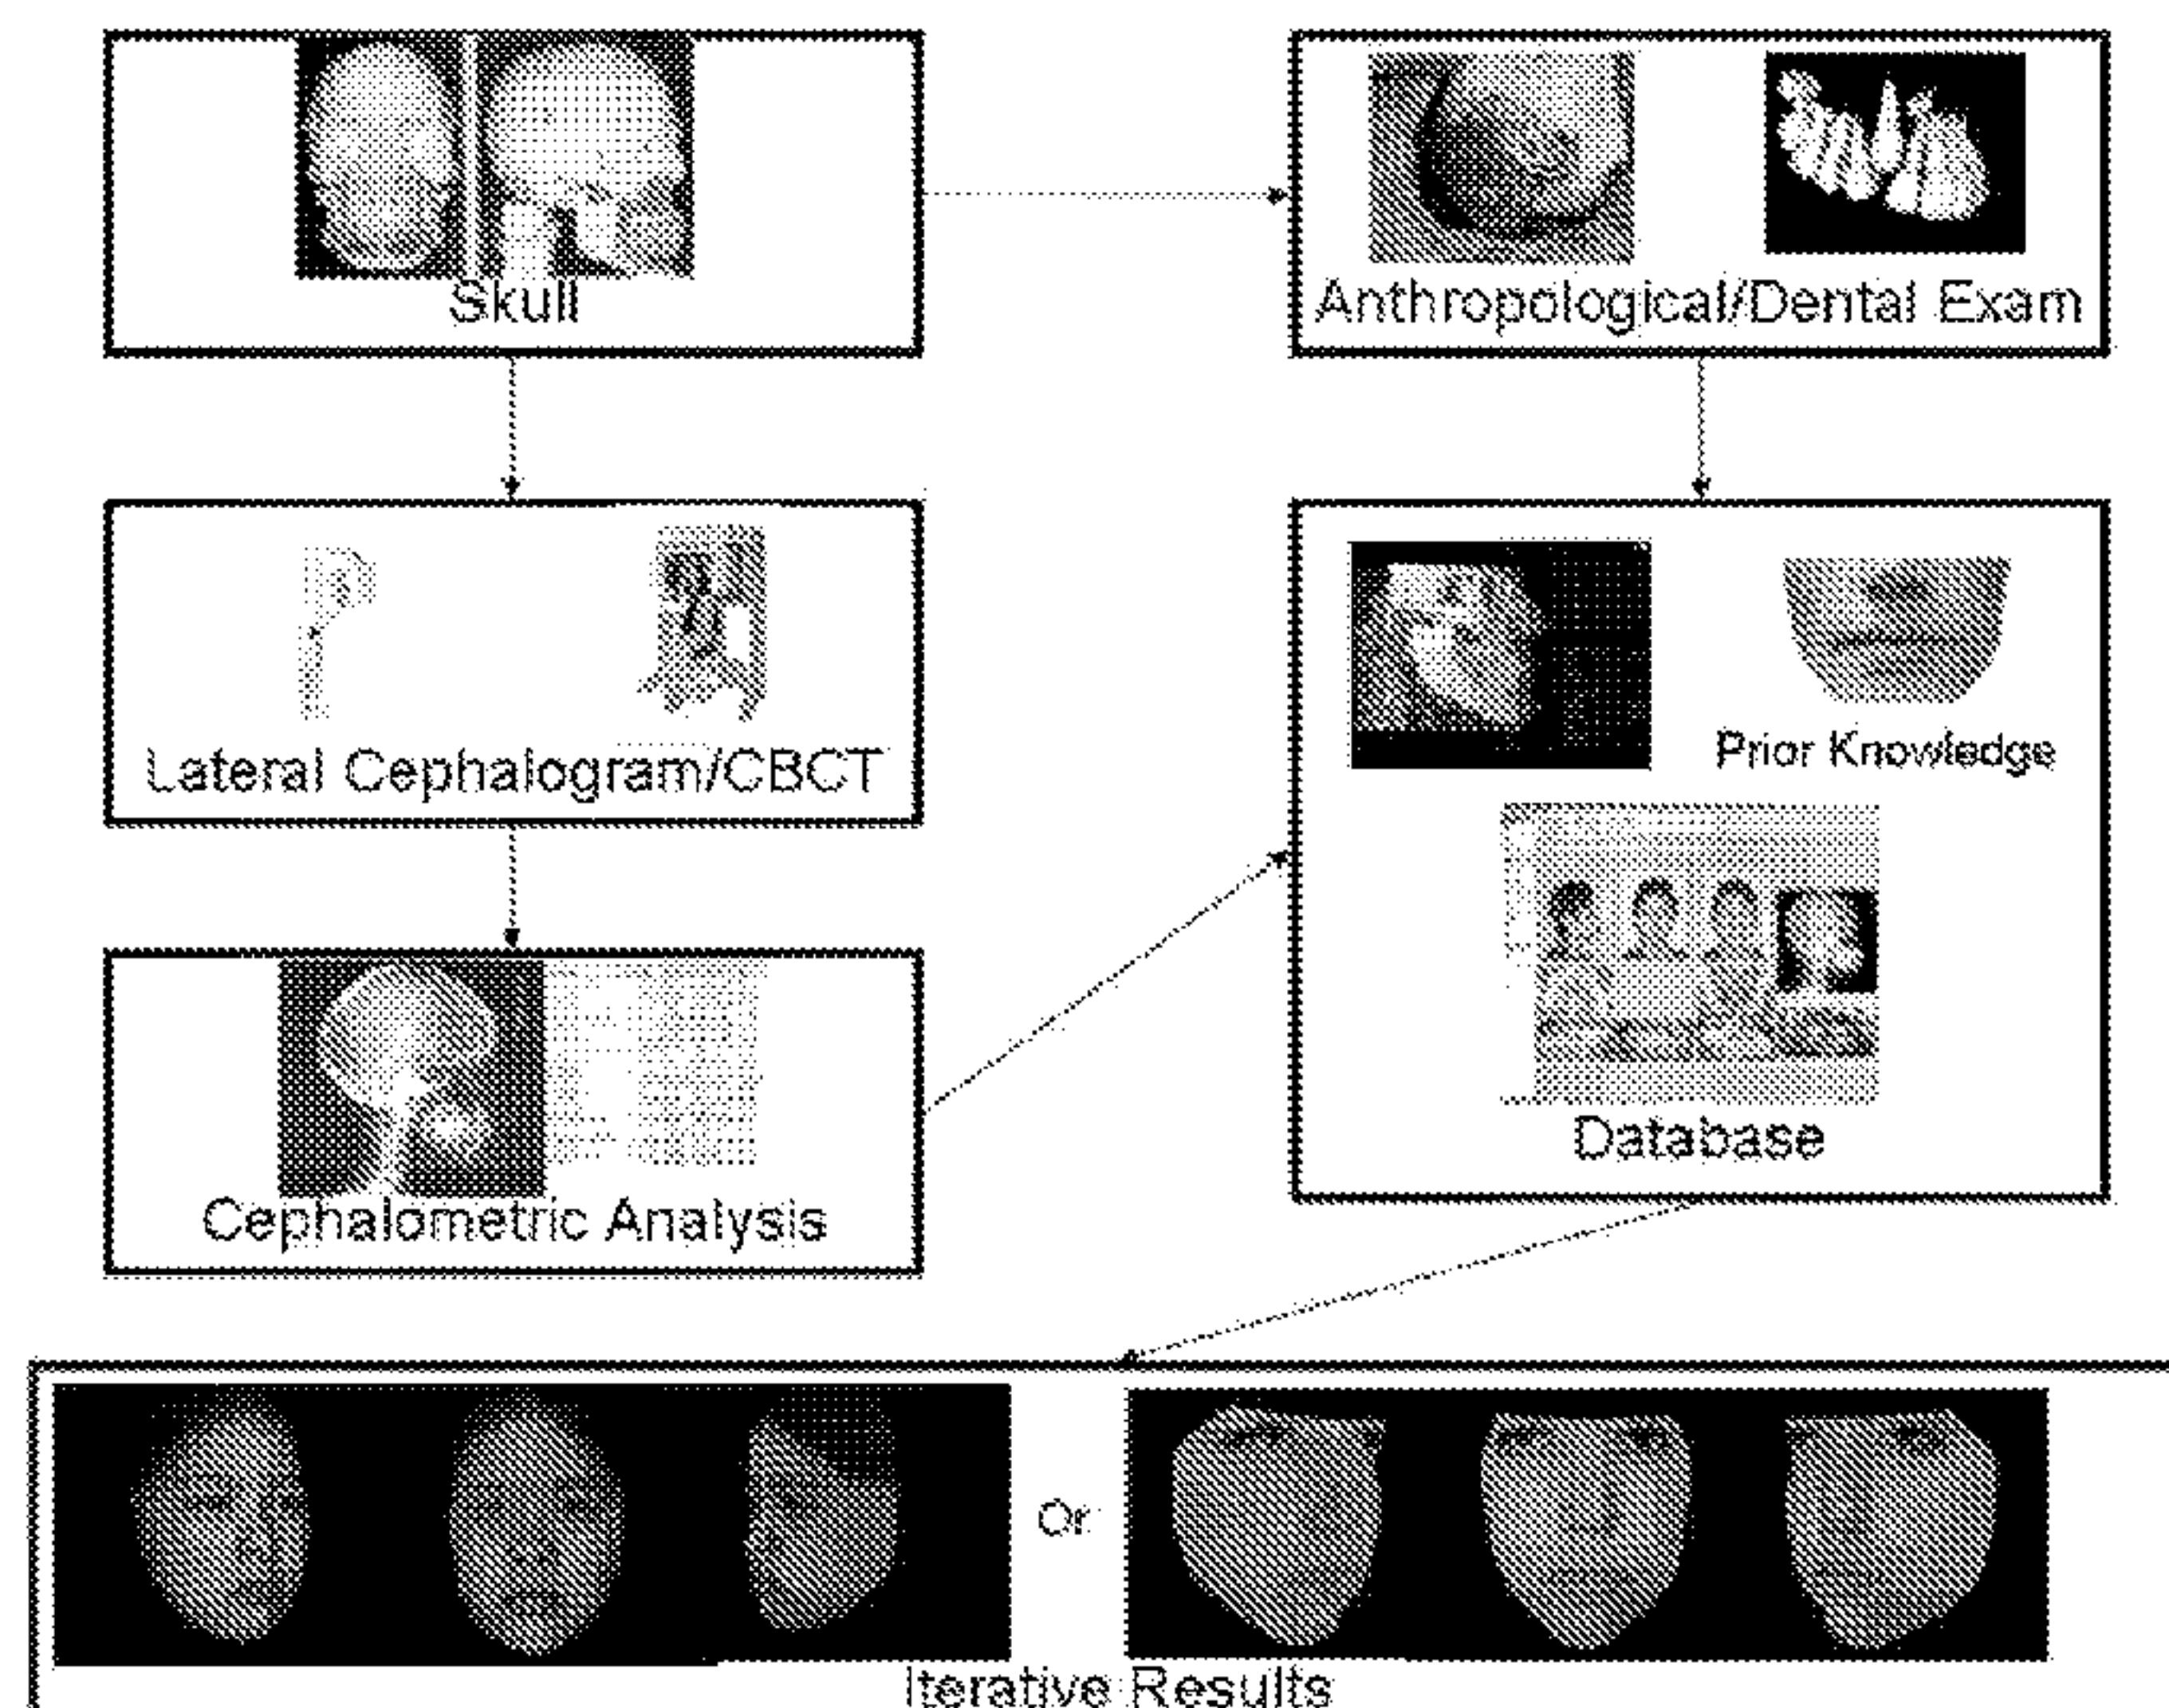 Skull
Anthropological/Dental Exam
Lateral Cephalogram/CBCT
Prior Knowledge
Database
Cephalometric Analysis
Or
Iterative Results